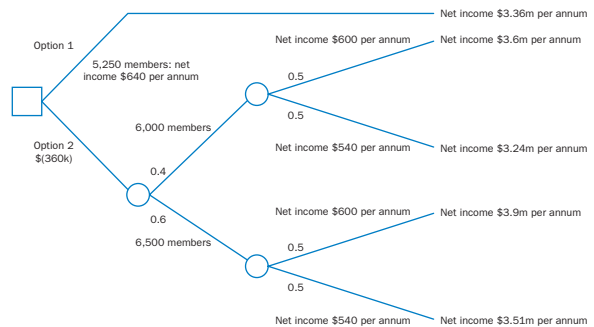 Net income $3.36m per annum
Option 1
Net income $600 per annum
Net income $3.6m per annum
5,250 members: net
income $640 per annum
0.5
0.5
6,000 members
Option 2
$(360k)
Net income $540 per annum
Net income $3.24m per annum
0.4
0.6
Net income $600 per annum
Net income $3.9m per annum
6,500 members
0.5
0.5
Net income $540 per annum
Net income $3.51m per annum